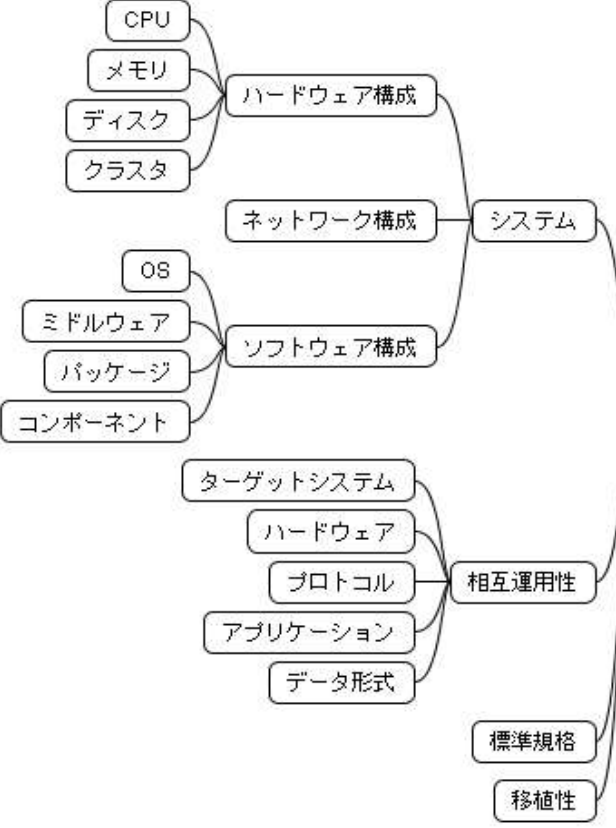 CPU
メモリ
ディスク
クラスタ
ハードウェア構成
ネットワーク構成
システム
OS
ミドルウェア
パッケージ
コンポーネント
ソフトウェア構成
ターゲットシステム
ハードウェア
プロトコル
アプリケーション
データ形式
相互運用性
標準規格
移植性